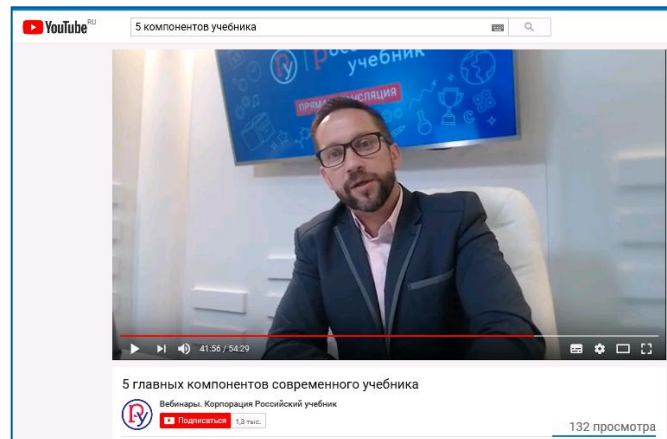 YouTube RU
5 компонентов учебника
учебник
ПРЯМАЯ ТРАНСЛЯЦИЯ
41:56 / 54:29
5 главных компонентов современного учебника
Вебинары. Корпорация Российский учебник
Подписаться 1,3 тыс.
132 просмотра